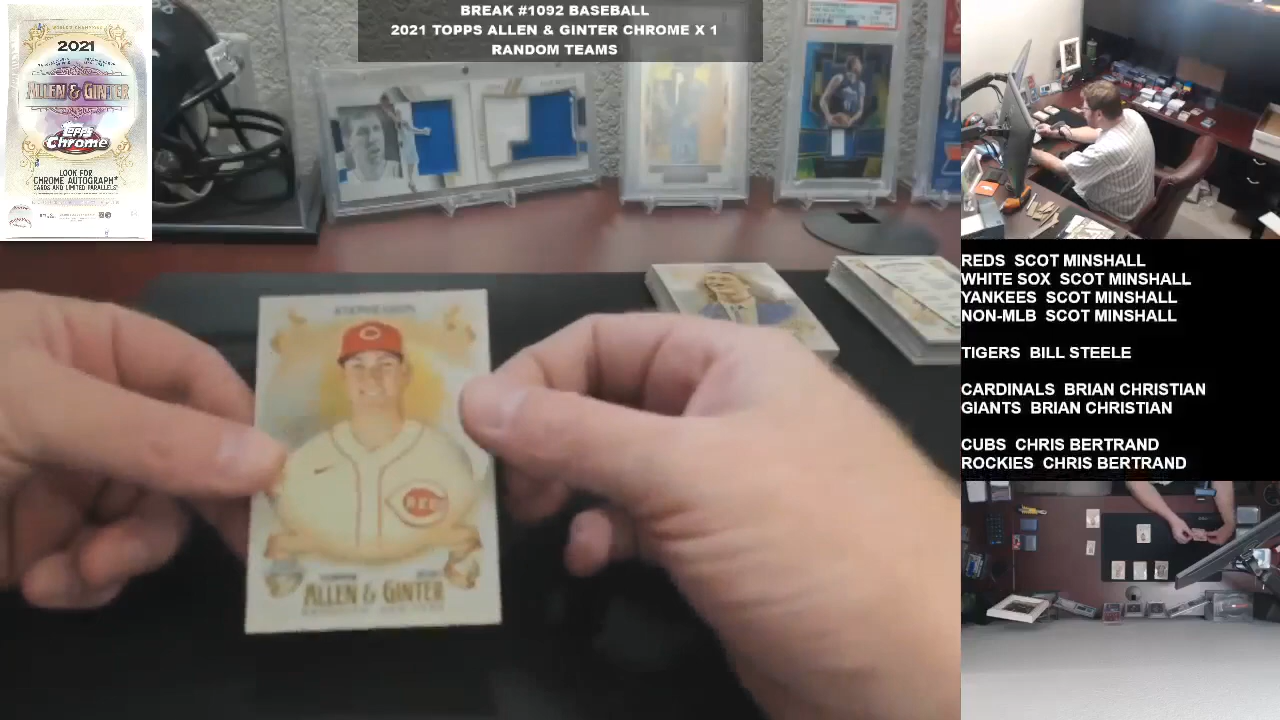 BREAK #1092 BASEBALL
2021 TOPPS ALLEN & GINTER CHROME X 1
RANDOM TEAMS
2021
ALLEN & GINTER
Topps
Chrome
LOOK FOR
CHROME AUTOGRAPH
CARDS AND LIMITED PARALLELS!
REDS SCOT MINSHALL
WHITE SOX SCOT MINSHALL
YANKEES SCOT MINSHALL
NON-MLB SCOT MINSHALL
TIGERS BILL STEELE
CARDINALS BRIAN CHRISTIAN
GIANTS BRIAN CHRISTIAN
CUBS CHRIS BERTRAND
ROCKIES CHRIS BERTRAND
REDS
ALLEN & GINTER